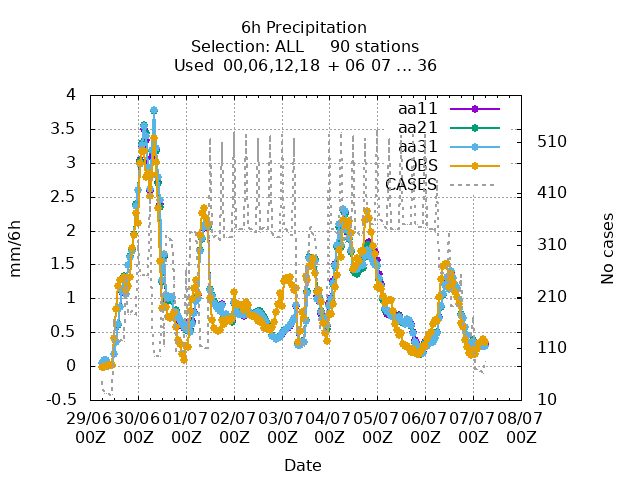 6h Precipitation
Selection: ALL 90 stations
Used 00,06,12,18 + 06 07 ... 36
aa11
aa21
aa31
OBS
CASES
4
3.5
3
2.5
2
1.5
1
0.5
0
-0.5
mm/6h
510
410
310
210
110
10
No cases
29/06 30/06 01/07 02/07 03/07 04/07 05/07 06/07 07/07 08/07
00Z 00Z 00Z 00Z 00Z 00Z 00Z 00Z 00Z 00Z
Date